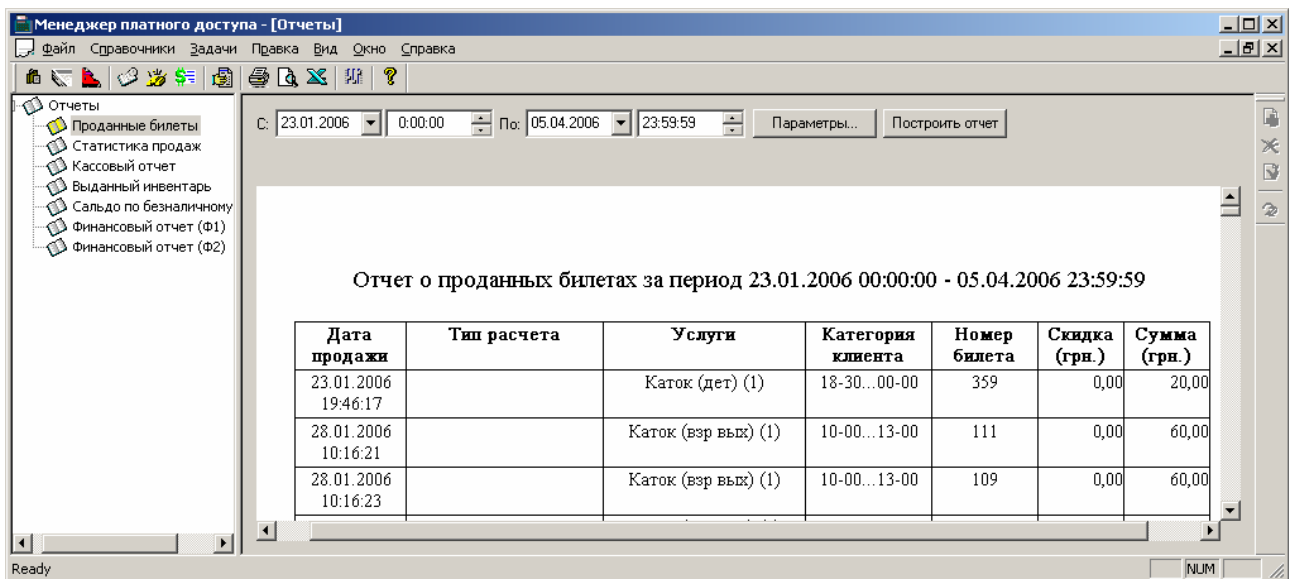 Менеджер платного доступа - [Отчеты]
Файл Справочники Задачи Правка Вид Окно Справка
Отчеты
Проданные билеты
Статистика продаж
Кассовый отчет
Выданный инвентарь
Сальдо по безналичному
Финансовый отчет (Ф1)
Финансовый отчет (Ф2)
С: 23.01.2006 0:00:00 По: 05.04.2006 23:59:59 Параметры... Построить отчет
Отчет о проданных билетах за период 23.01.2006 00:00:00 - 05.04.2006 23:59:59
Дата продажи Тип расчета Услуги Категория клиента Номер билета Скидка (грн.) Сумма (грн.)
23.01.2006 19:46:17 Каток (дет) (1) 18-30...00-00 359 0,00 20,00
28.01.2006 10:16:21 Каток (взр вых) (1) 10-00...13-00 111 0,00 60,00
28.01.2006 10:16:23 Каток (взр вых) (1) 10-00...13-00 109 0,00 60,00
Ready NUM